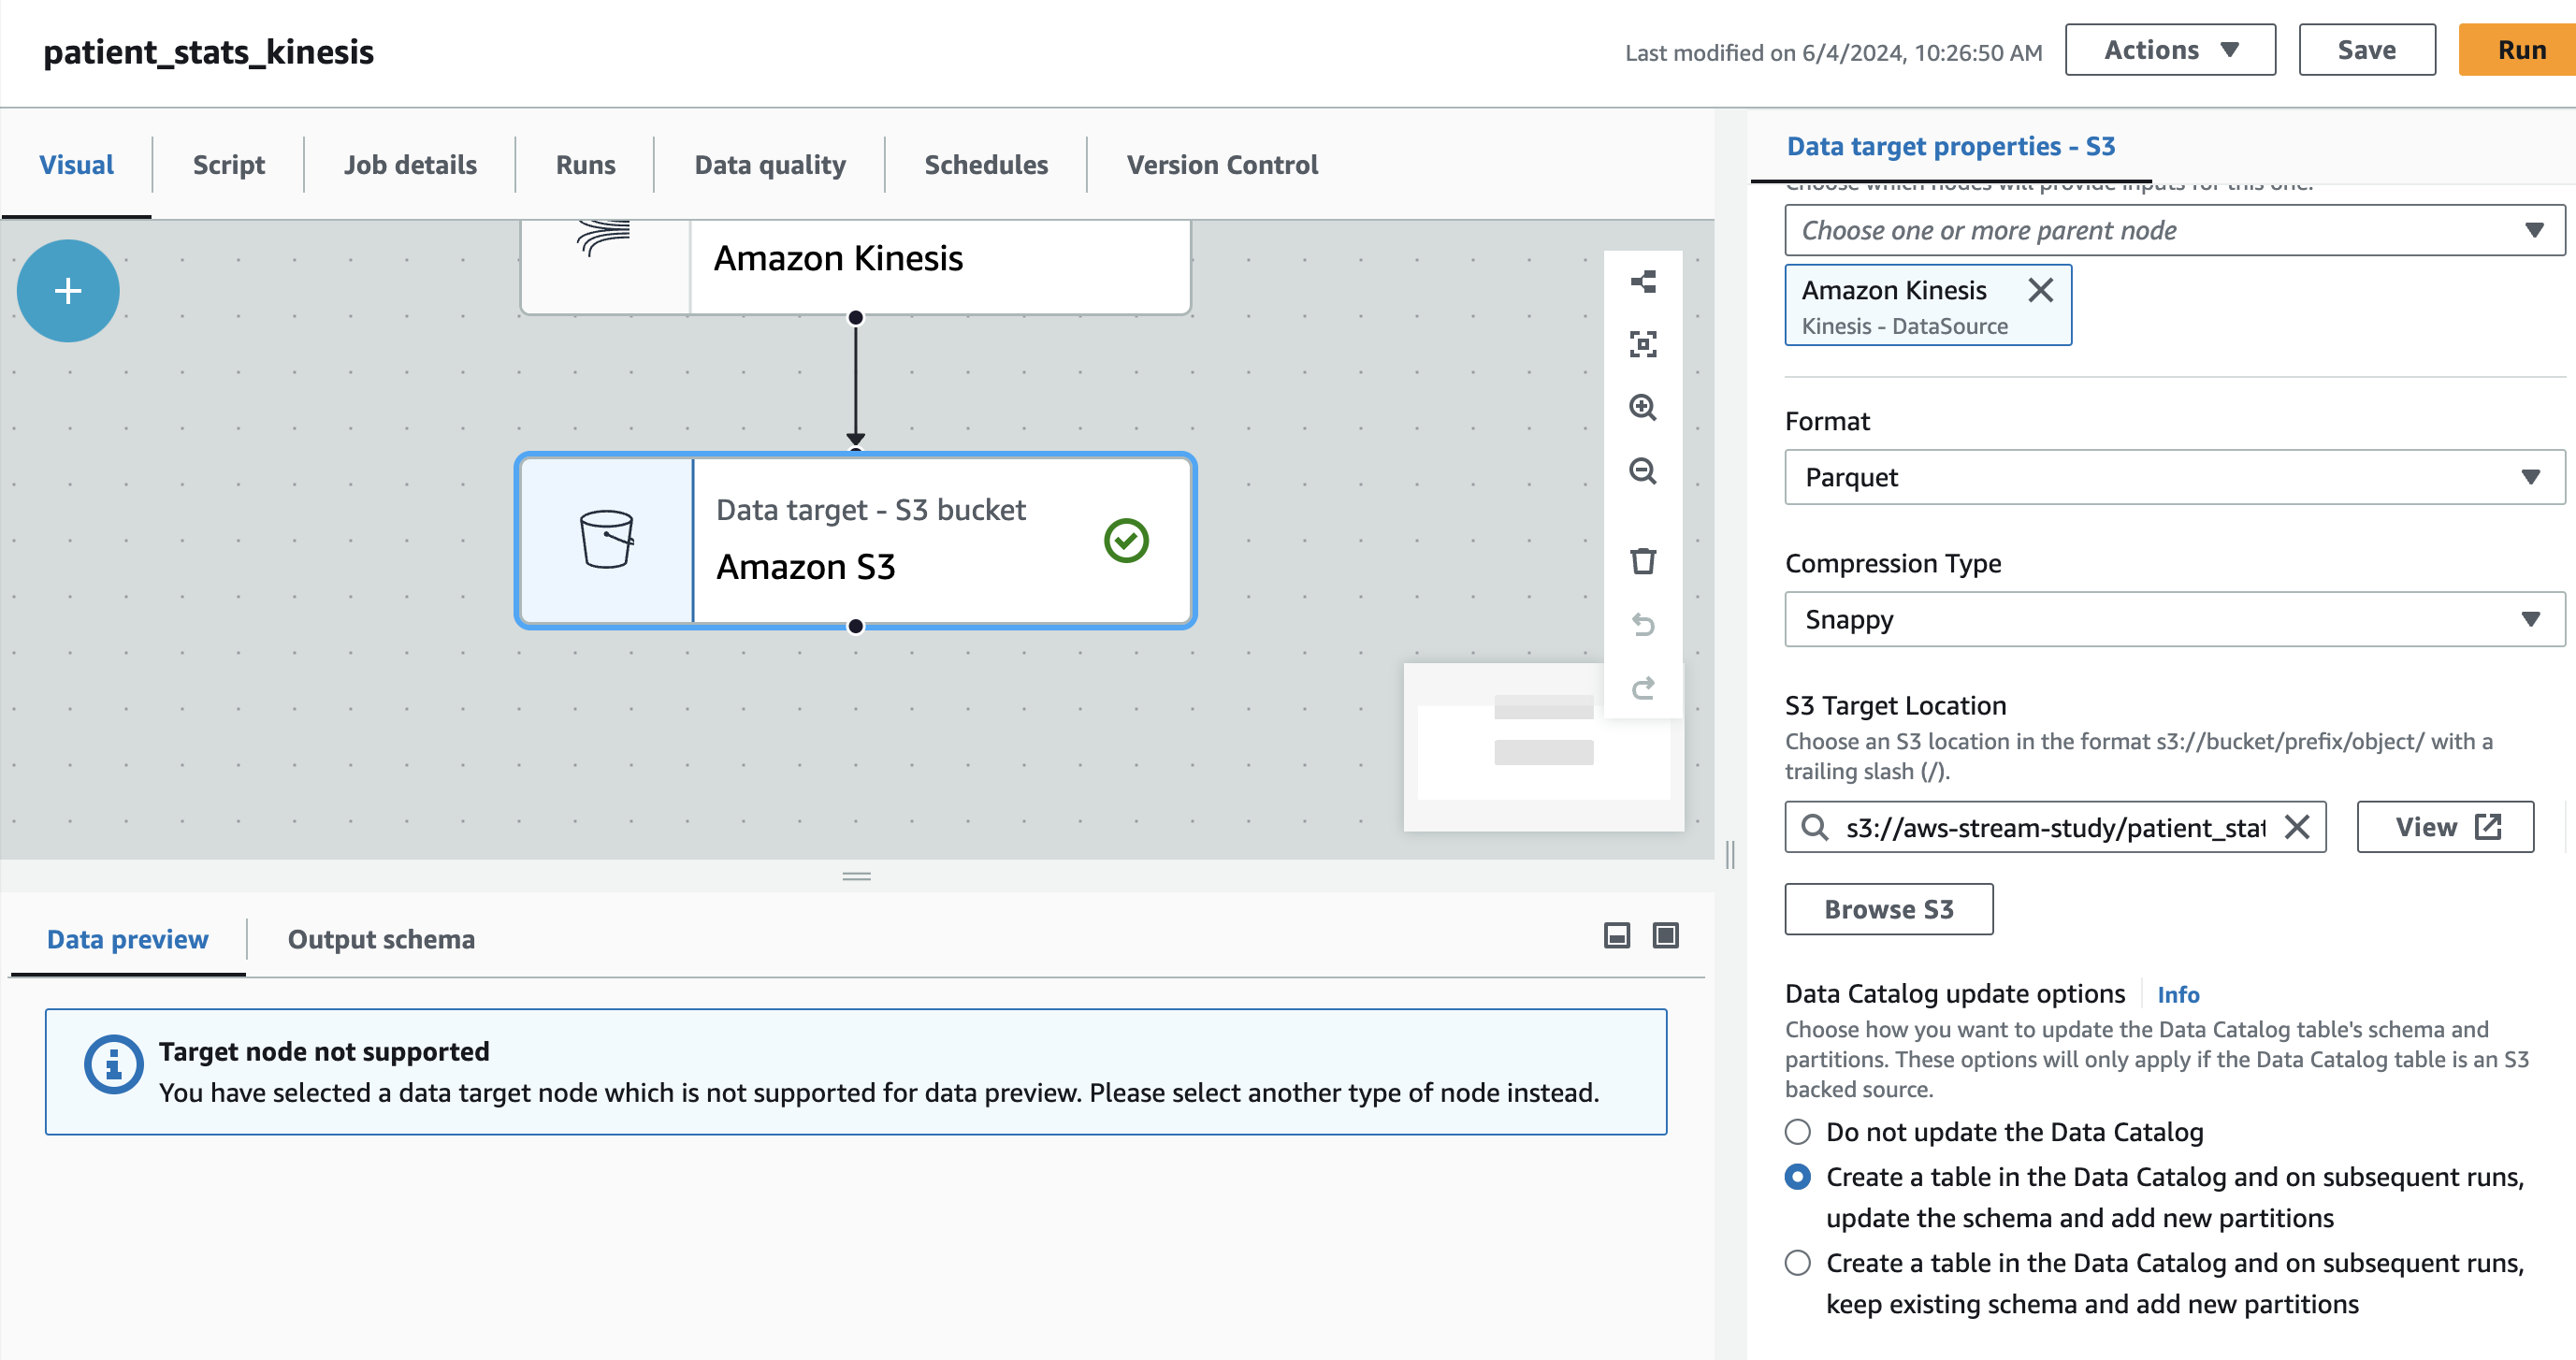 patient_stats_kinesis
Last modified on 6/4/2024, 10:26:50 AM
Actions
Save
Run
Visual
Script
Job details
Runs
Data quality
Schedules
Version Control
Amazon Kinesis
Data target - S3 bucket
Amazon S3
Data preview
Output schema
Target node not supported
You have selected a data target node which is not supported for data preview. Please select another type of node instead.
Data target properties - S3
Choose which nodes will provide inputs for this one.
Choose one or more parent node
Amazon Kinesis
Kinesis - DataSource
Format
Parquet
Compression Type
Snappy
S3 Target Location
Choose an S3 location in the format s3://bucket/prefix/object/ with a
trailing slash (/).
s3://aws-stream-study/patient_stat
View
Browse S3
Data Catalog update options
Info
Choose how you want to update the Data Catalog table's schema and
partitions. These options will only apply if the Data Catalog table is an S3
backed source.
Do not update the Data Catalog
Create a table in the Data Catalog and on subsequent runs,
update the schema and add new partitions
Create a table in the Data Catalog and on subsequent runs,
keep existing schema and add new partitions